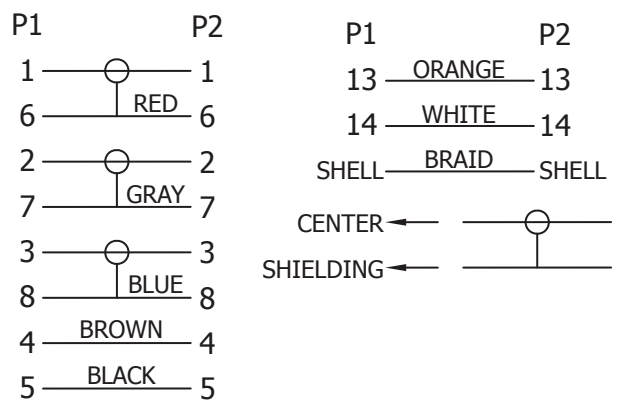 P1 P2
1 1
RED
6 6
2 2
GRAY
7 7
3 3
BLUE
8 8
BROWN
4 4
BLACK
5 5
P1 P2
ORANGE
13 13
WHITE
14 14
BRAID
SHELL SHELL
CENTER
SHIELDING